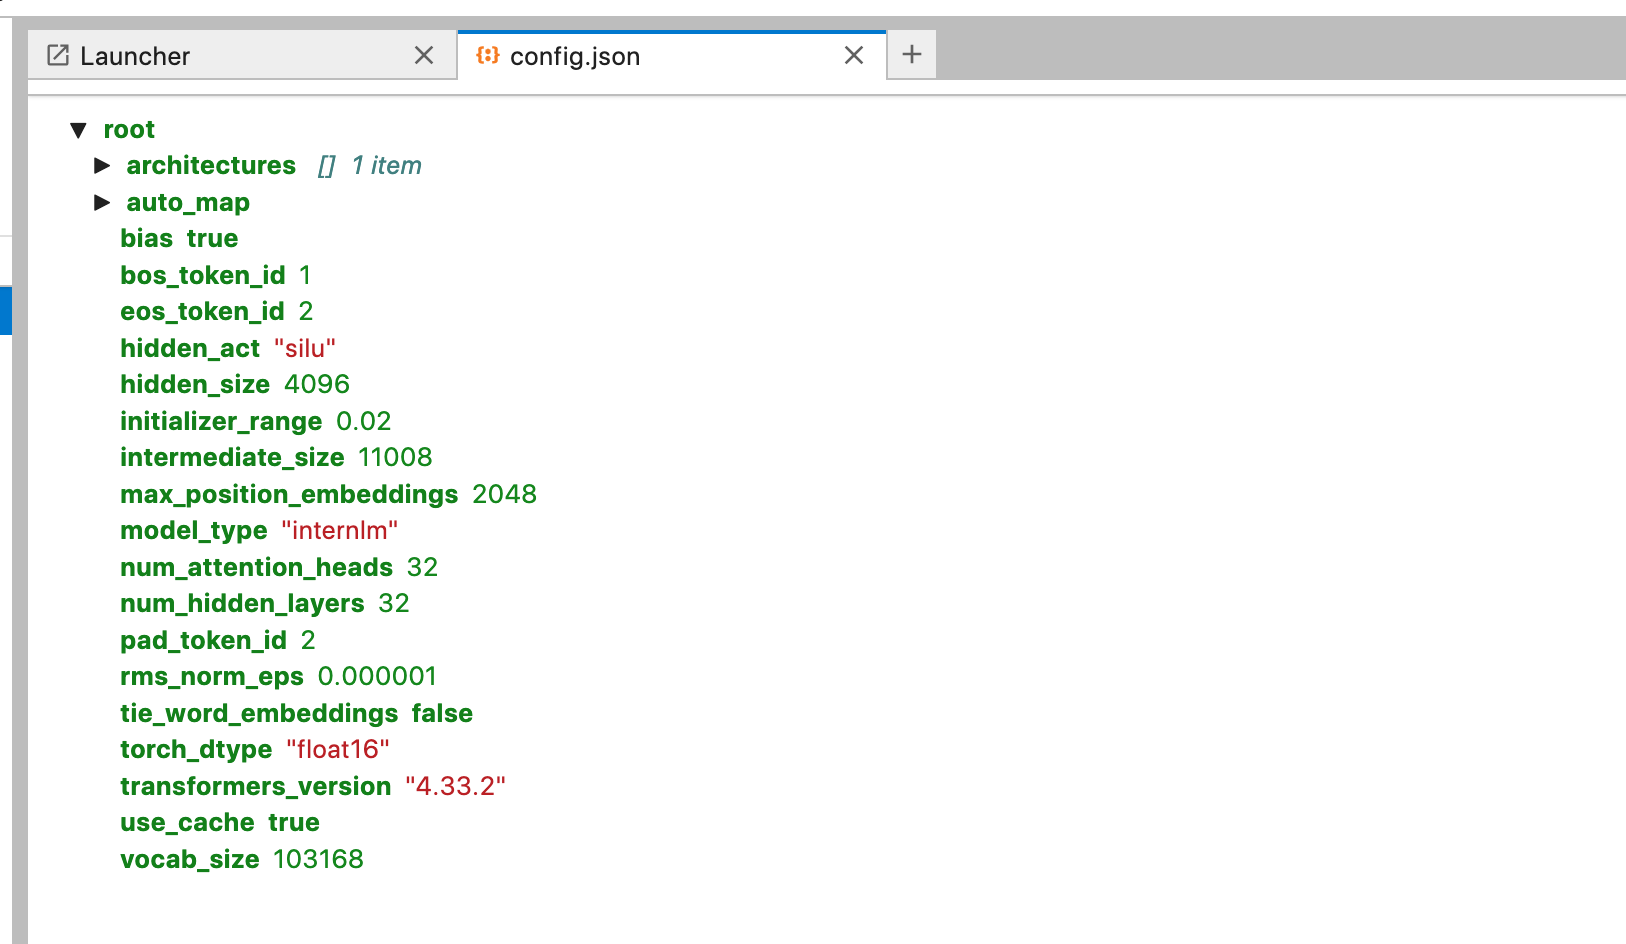 Launcher
config.json
root
architectures [] 1 item
auto_map
bias true
bos_token_id 1
eos_token_id 2
hidden_act "silu"
hidden_size 4096
initializer_range 0.02
intermediate_size 11008
max_position_embeddings 2048
model_type "internlm"
num_attention_heads 32
num_hidden_layers 32
pad_token_id 2
rms_norm_eps 0.000001
tie_word_embeddings false
torch_dtype "float16"
transformers_version "4.33.2"
use_cache true
vocab_size 103168